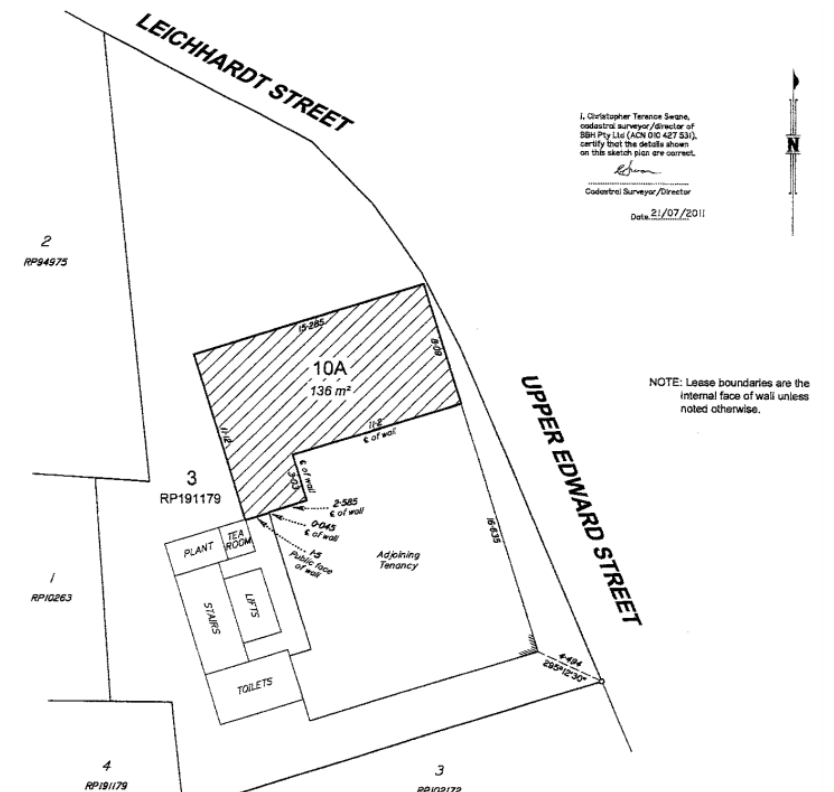 LEICHHARDT STREET
I, Christopher Terence Swane,
cadastral surveyor/director of
BBH Pty Ltd (ACN 010 427 531),
certify that the details shown
on this sketch plan are correct.
Cadastral Surveyor/Director
Date 21/07/2011
N
2
RP94975
15·285
8·09
10A
136 m²
NOTE: Lease boundaries are the
internal face of wall unless
noted otherwise.
UPPER EDWARD STREET
11·12
11·2
℄ of wall
3·03
℄ of wall
3
RP191179
2·585
℄ of wall
0·045
℄ of wall
1·5
Public face
of wall
16·635
Adjoining
Tenancy
PLANT
TEA
ROOM
1
RP10263
STAIRS
LIFTS
TOILETS
4·494
295°12'30"
4
RP191179
3
RP102172